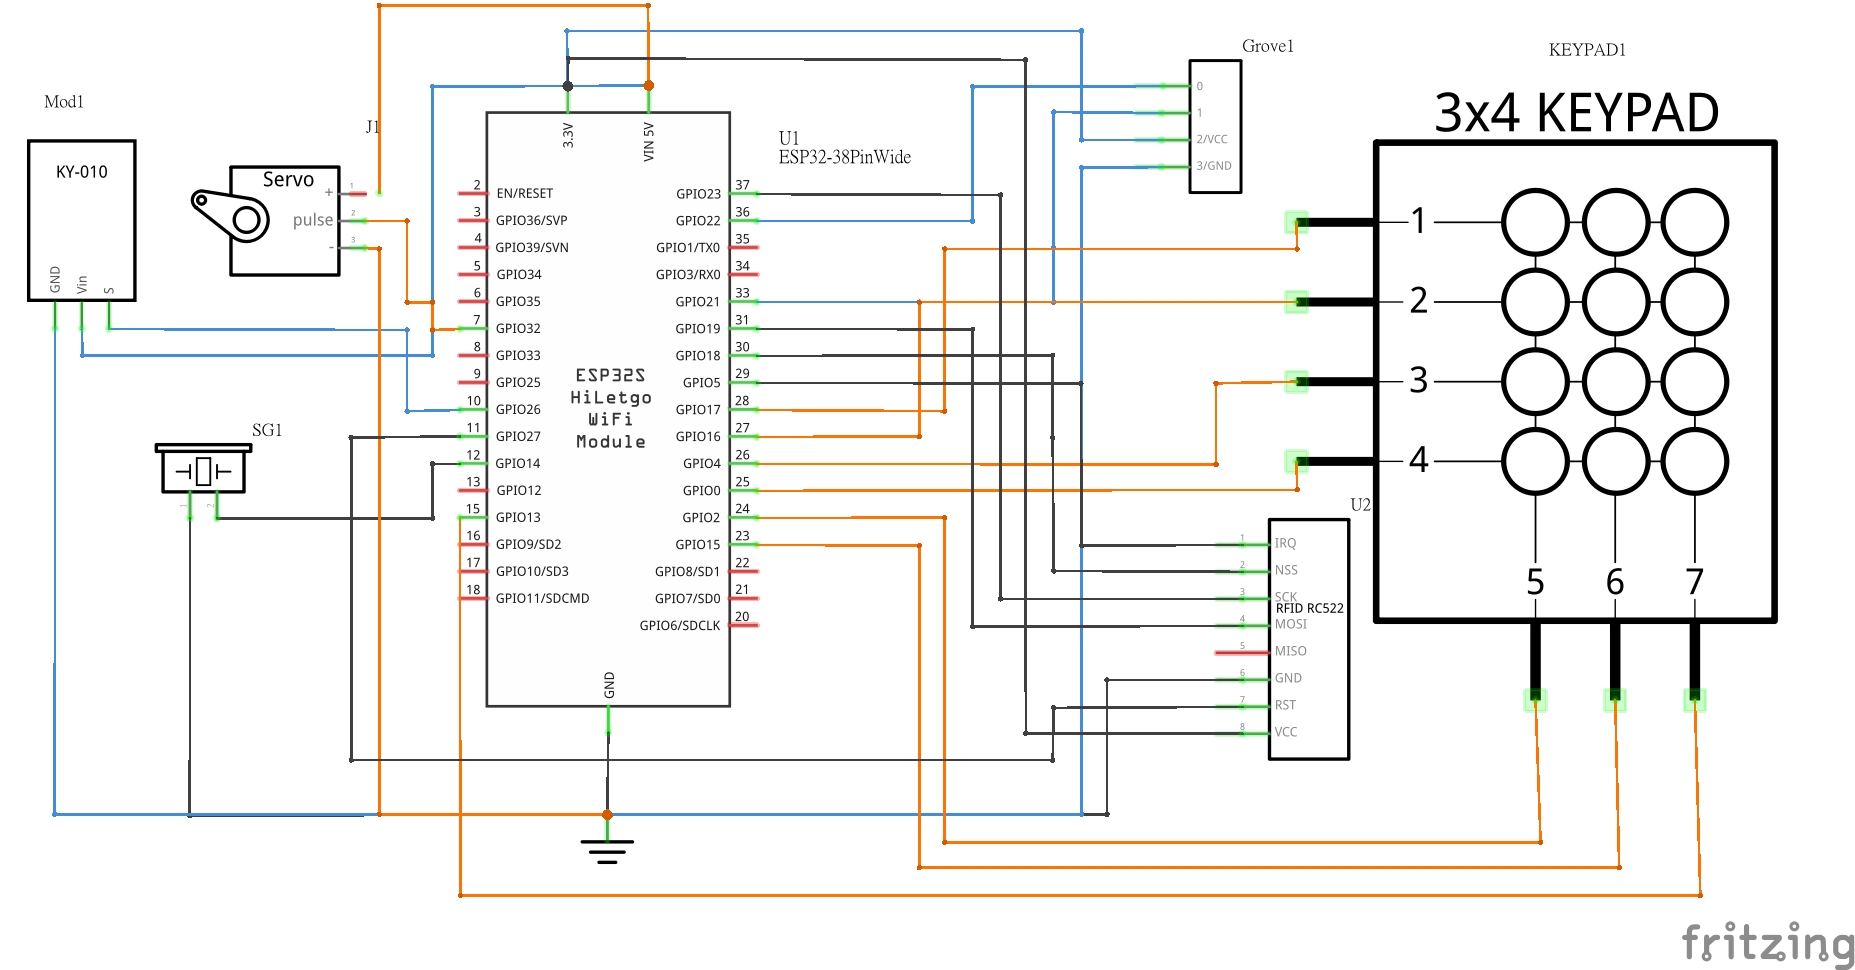 Mod1
KY-010
GND
Vin
S
J1
Servo
+
pulse
-
1
2
3
SG1
1
2
3.3V
VIN 5V
U1
ESP32-38PinWide
2 EN/RESET
3 GPIO36/SVP
4 GPIO39/SVN
5 GPIO34
6 GPIO35
7 GPIO32
8 GPIO33
9 GPIO25
10 GPIO26
11 GPIO27
12 GPIO14
13 GPIO12
15 GPIO13
16 GPIO9/SD2
17 GPIO10/SD3
18 GPIO11/SDCMD
ESP32S
HiLetgo
WiFi
Module
GPIO23 37
GPIO22 36
GPIO1/TX0 35
GPIO3/RX0 34
GPIO21 33
GPIO19 31
GPIO18 30
GPIO5 29
GPIO17 28
GPIO16 27
GPIO4 26
GPIO0 25
GPIO2 24
GPIO15 23
GPIO8/SD1 22
GPIO7/SD0 21
GPIO6/SDCLK 20
GND
Grove1
0
1
2/VCC
3/GND
KEYPAD1
3x4 KEYPAD
1
2
3
4
5 6 7
U2
1 IRQ
2 NSS
3 SCK
RFID RC522
4 MOSI
5 MISO
6 GND
7 RST
8 VCC
fritzing